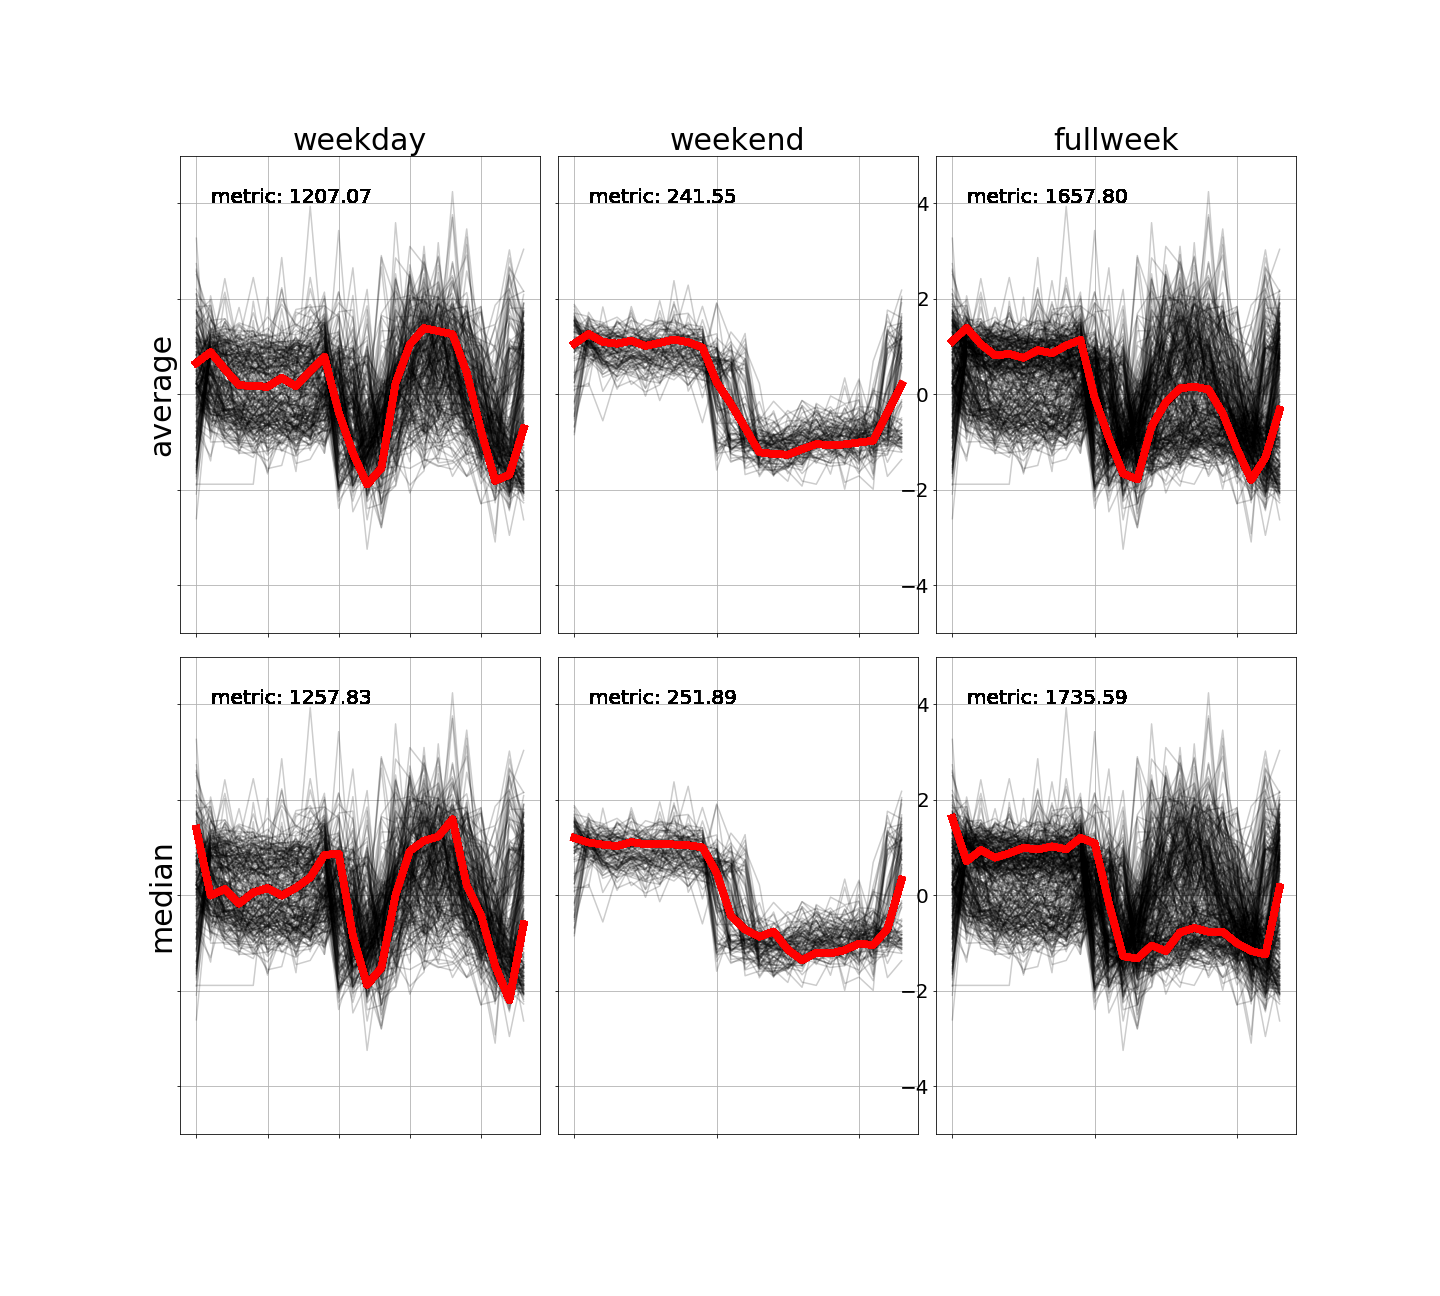 weekday weekend fullweek
metric: 1207.07 metric: 241.55 metric: 1657.80
4
2
0
−2
−4
average
metric: 1257.83 metric: 251.89 metric: 1735.59
4
2
0
−2
−4
median